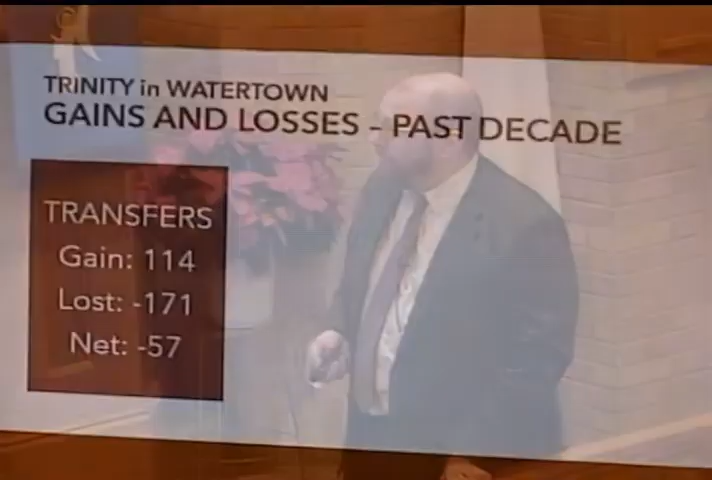 TRINITY in WATERTOWN
GAINS AND LOSSES – PAST DECADE
TRANSFERS
Gain: 114
Lost: -171
Net: -57